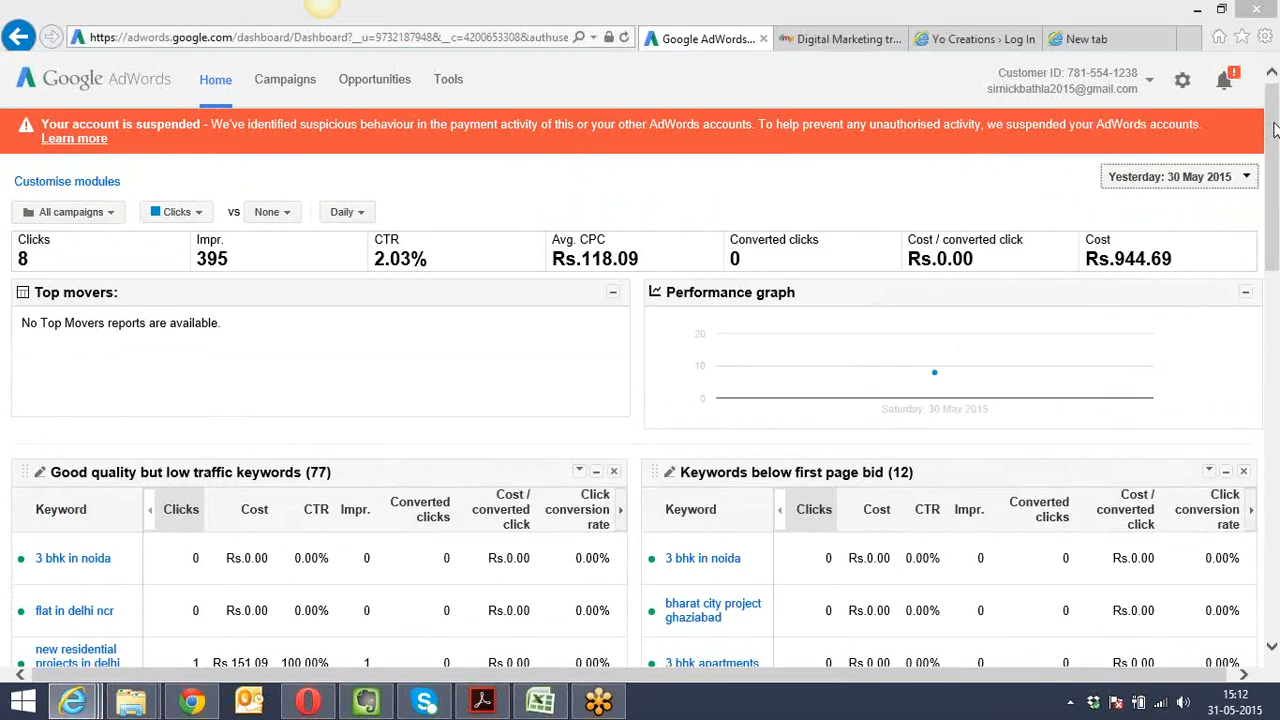 https://adwords.google.com/dashboard/Dashboard?__u=9732187948&__c=4200653308&authuse
Google AdWords...
Digital Marketing tr...
Yo Creations › Log In
New tab
Google AdWords
Home
Campaigns
Opportunities
Tools
Customer ID: 781-554-1238
simickbathla2015@gmail.com
Your account is suspended - We've identified suspicious behaviour in the payment activity of this or your other AdWords accounts. To help prevent any unauthorised activity, we suspended your AdWords accounts.
Learn more
Customise modules
Yesterday: 30 May 2015
All campaigns
Clicks
vs
None
Daily
Clicks
8
Impr.
395
CTR
2.03%
Avg. CPC
Rs.118.09
Converted clicks
0
Cost / converted click
Rs.0.00
Cost
Rs.944.69
Top movers:
No Top Movers reports are available.
Performance graph
20
10
0
Saturday, 30 May 2015
Good quality but low traffic keywords (77)
Keyword Clicks Cost CTR Impr. Converted clicks Cost / converted click Click conversion rate
3 bhk in noida 0 Rs.0.00 0.00% 0 0 Rs.0.00 0.00%
flat in delhi ncr 0 Rs.0.00 0.00% 0 0 Rs.0.00 0.00%
new residential
projects in delhi 1 Rs.151.09 100.00% 1 0 Rs.0.00 0.00%
Keywords below first page bid (12)
Keyword Clicks Cost CTR Impr. Converted clicks Cost / converted click Click conversion rate
3 bhk in noida 0 Rs.0.00 0.00% 0 0 Rs.0.00 0.00%
bharat city project
ghaziabad 0 Rs.0.00 0.00% 0 0 Rs.0.00 0.00%
3 bhk apartments 0 Rs.0.00 0.00% 0 0 Rs.0.00 0.00%
15:12
31-05-2015